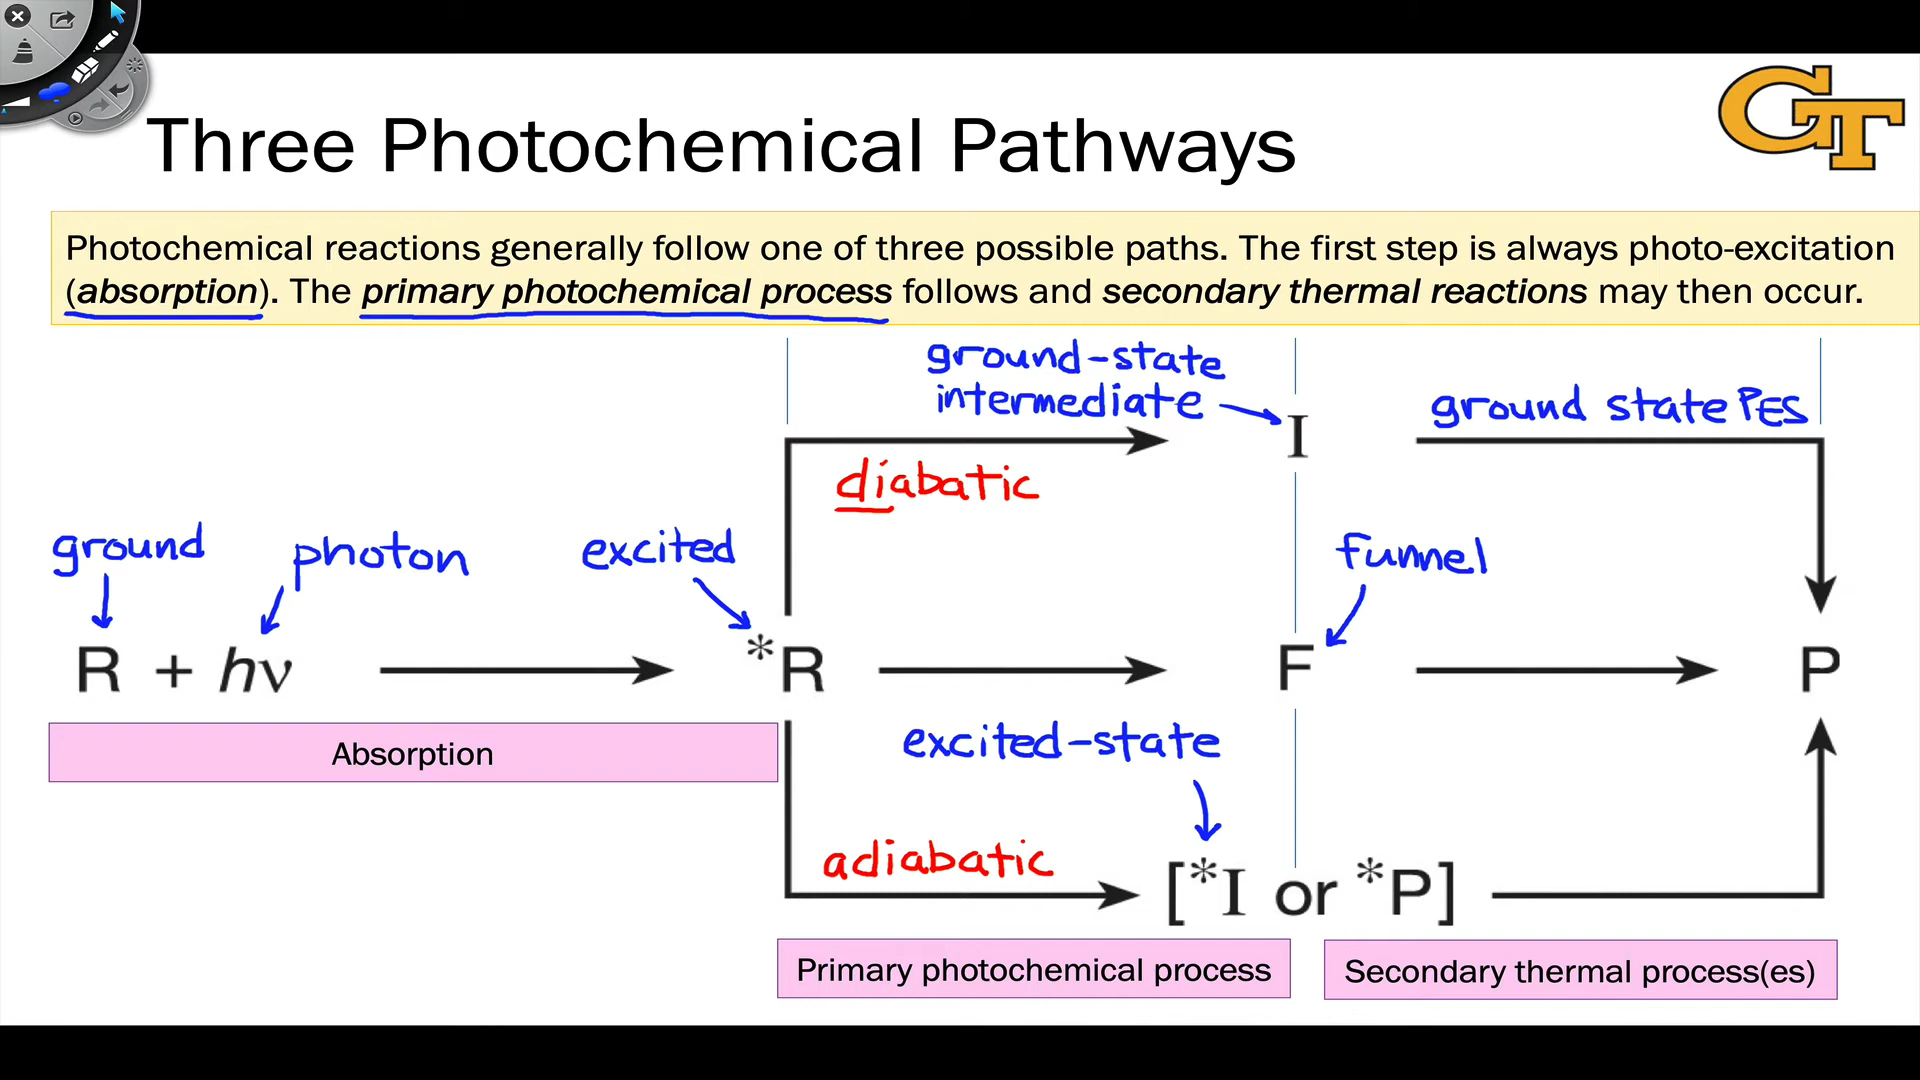 GT
Three Photochemical Pathways
Photochemical reactions generally follow one of three possible paths. The first step is always photo-excitation
(absorption). The primary photochemical process follows and secondary thermal reactions may then occur.
ground-state
intermediate
I
ground state PES
diabatic
ground
photon
excited
funnel
R + hν
*R
F
P
Absorption
excited-state
adiabatic
[*I or *P]
Primary photochemical process
Secondary thermal process(es)